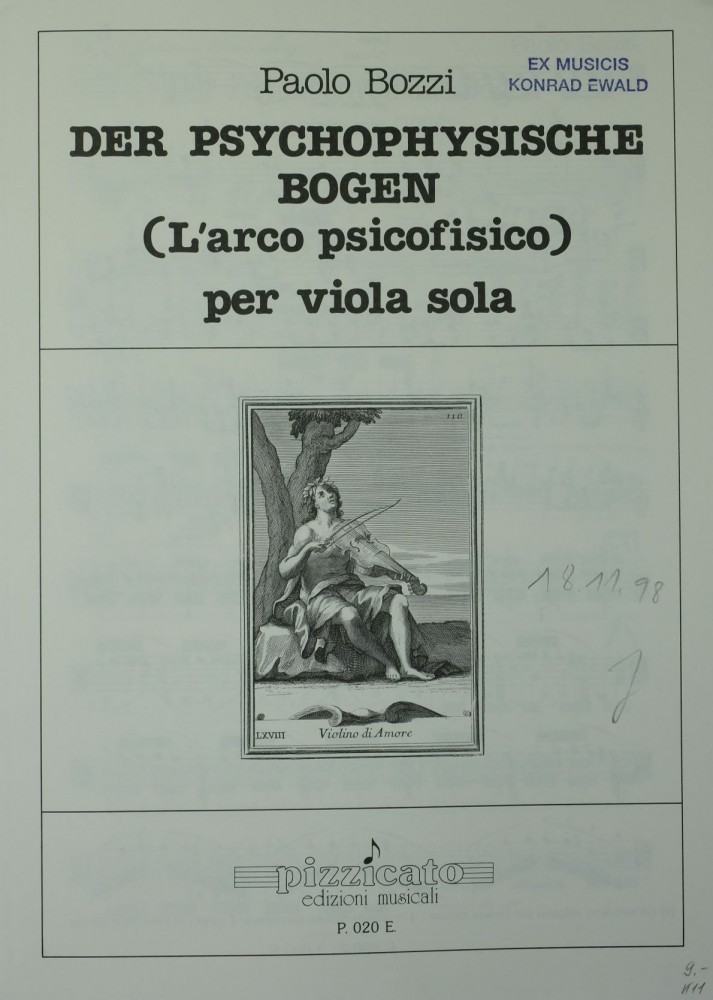 Paolo Bozzi
EX MUSICIS
KONRAD EWALD
DER PSYCHOPHYSISCHE
BOGEN
(L'arco psicofisico)
per viola sola
110
18.11.98
LXVIII Violino di Amore
pizzicato
edizioni musicali
P. 020 E.
9.-